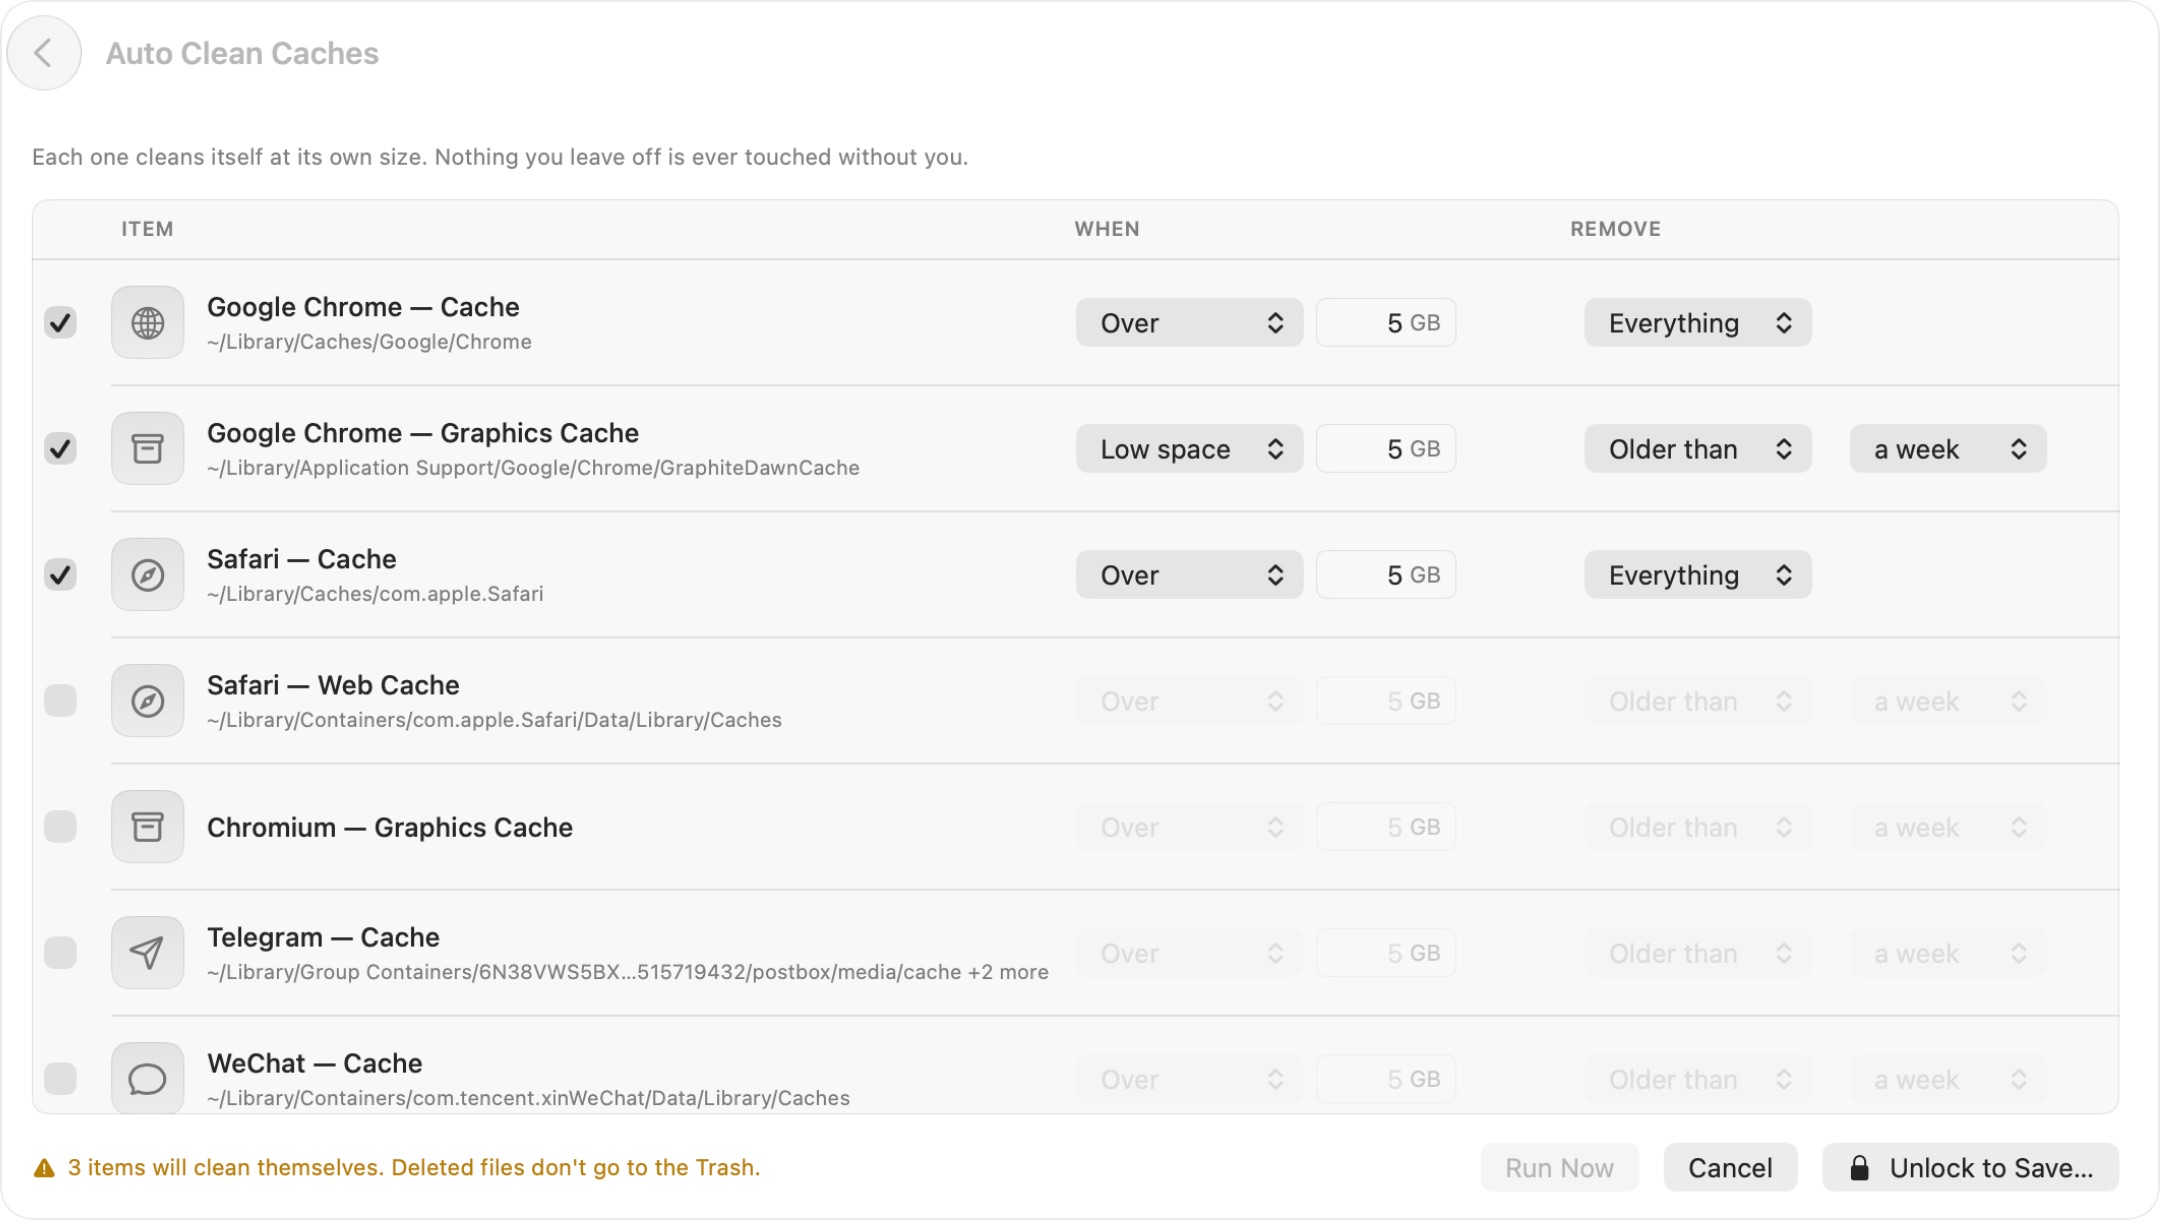 Auto Clean Caches
Each one cleans itself at its own size. Nothing you leave off is ever touched without you.
ITEM WHEN REMOVE
Google Chrome — Cache
~/Library/Caches/Google/Chrome
Over 5 GB Everything
Google Chrome — Graphics Cache
~/Library/Application Support/Google/Chrome/GraphiteDawnCache
Low space 5 GB Older than a week
Safari — Cache
~/Library/Caches/com.apple.Safari
Over 5 GB Everything
Safari — Web Cache
~/Library/Containers/com.apple.Safari/Data/Library/Caches
Over 5 GB Older than a week
Chromium — Graphics Cache
Over 5 GB Older than a week
Telegram — Cache
~/Library/Group Containers/6N38VWS5BX...515719432/postbox/media/cache +2 more
Over 5 GB Older than a week
WeChat — Cache
~/Library/Containers/com.tencent.xinWeChat/Data/Library/Caches
Over 5 GB Older than a week
3 items will clean themselves. Deleted files don't go to the Trash.
Run Now Cancel Unlock to Save...